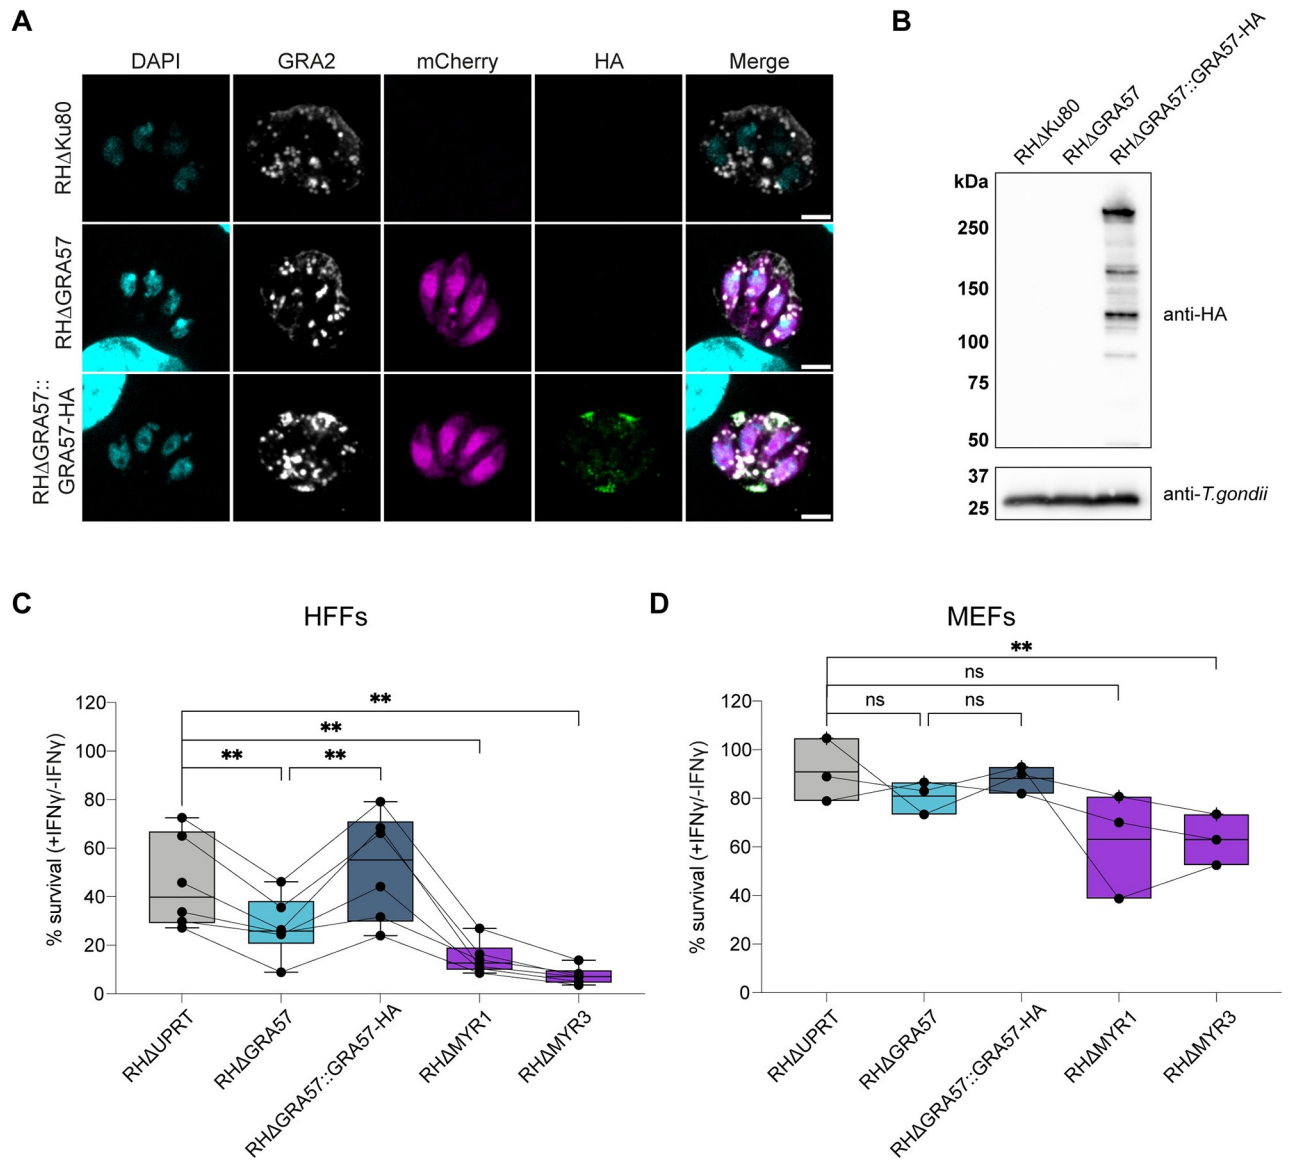 A
DAPI GRA2 mCherry HA Merge
RHΔKu80
RHΔGRA57
RHΔGRA57::
GRA57-HA
B
RHΔKu80
RHΔGRA57
RHΔGRA57::GRA57-HA
kDa
250
150
100
75
50
37
25
anti-HA
anti-T.gondii
C
HFFs
% survival (+IFNγ/-IFNγ)
120
100
80
60
40
20
0
**
**
** **
RHΔUPRT
RHΔGRA57
RHΔGRA57::GRA57-HA
RHΔMYR1
RHΔMYR3
D
MEFs
% survival (+IFNγ/-IFNγ)
120
100
80
60
40
20
0
**
ns
ns ns
RHΔUPRT
RHΔGRA57
RHΔGRA57::GRA57-HA
RHΔMYR1
RHΔMYR3